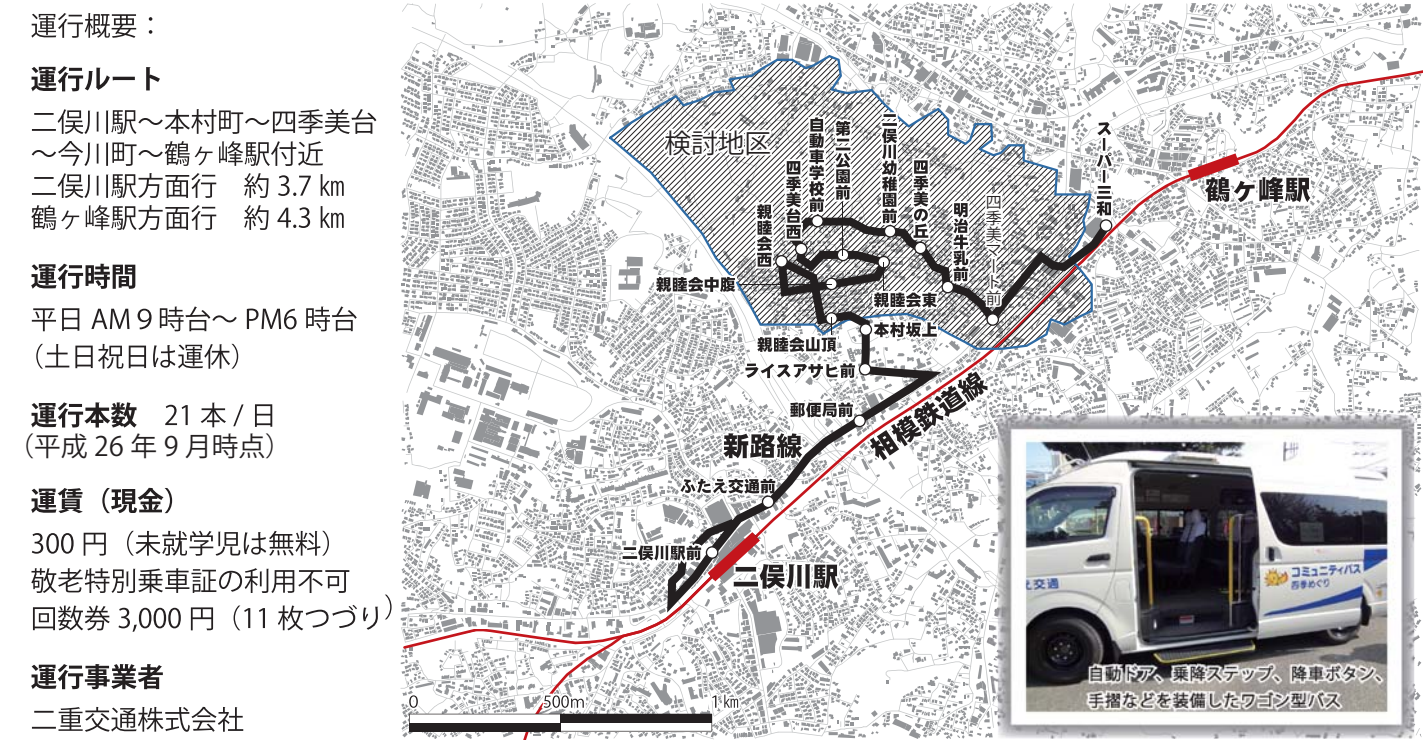 運行概要：
運行ルート
二俣川駅～本村町～四季美台
～今川町～鶴ヶ峰駅付近
二俣川駅方面行　約 3.7 ㎞
鶴ヶ峰駅方面行　約 4.3 ㎞
運行時間
平日 AM 9 時台～ PM6 時台
（土日祝日は運休）
運行本数　21 本 / 日
（平成 26 年 9 月時点）
運賃（現金）
300 円（未就学児は無料）
敬老特別乗車証の利用不可
回数券 3,000 円（11 枚つづり）
運行事業者
二重交通株式会社
検討地区
スーパー三和
鶴ヶ峰駅
四季美アート前
明治牛乳前
四季美の丘
二俣川幼稚園前
第二公園前
自動車学校前
四季美台西
親睦会西
親睦会中腹
親睦会東
親睦会山頂
本村坂上
ライスアサヒ前
郵便局前
相模鉄道線
新路線
ふたえ交通前
二俣川駅前
二俣川駅
0
500m
1 ㎞
え交通
コミュニティバス
四季めぐり
自動ドア、乗降ステップ、降車ボタン、
手摺などを装備したワゴン型バス